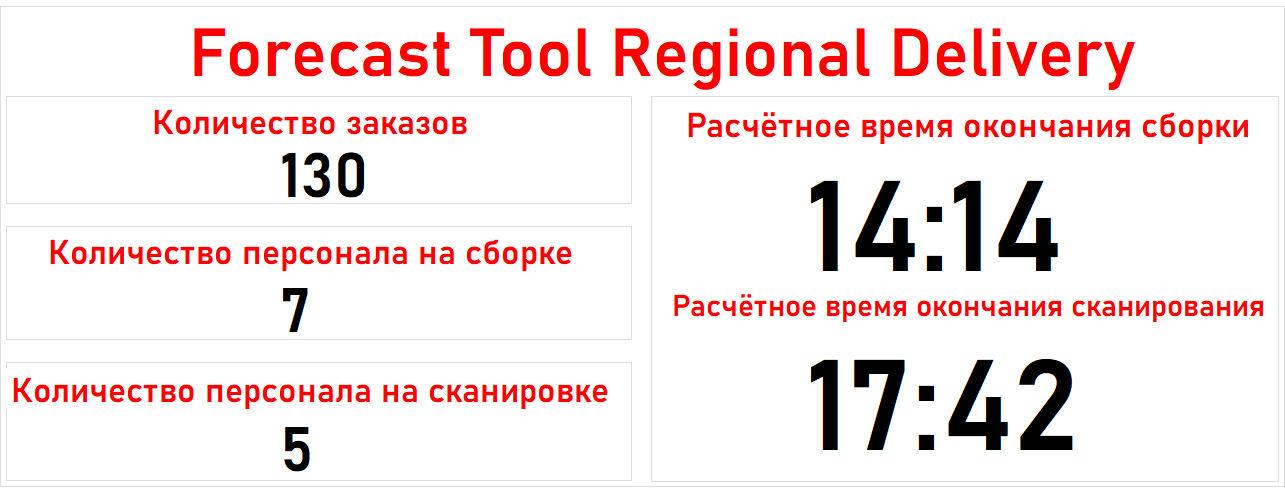 Forecast Tool Regional Delivery
Количество заказов
130
Количество персонала на сборке
7
Количество персонала на сканировке
5
Расчётное время окончания сборки
14:14
Расчётное время окончания сканирования
17:42